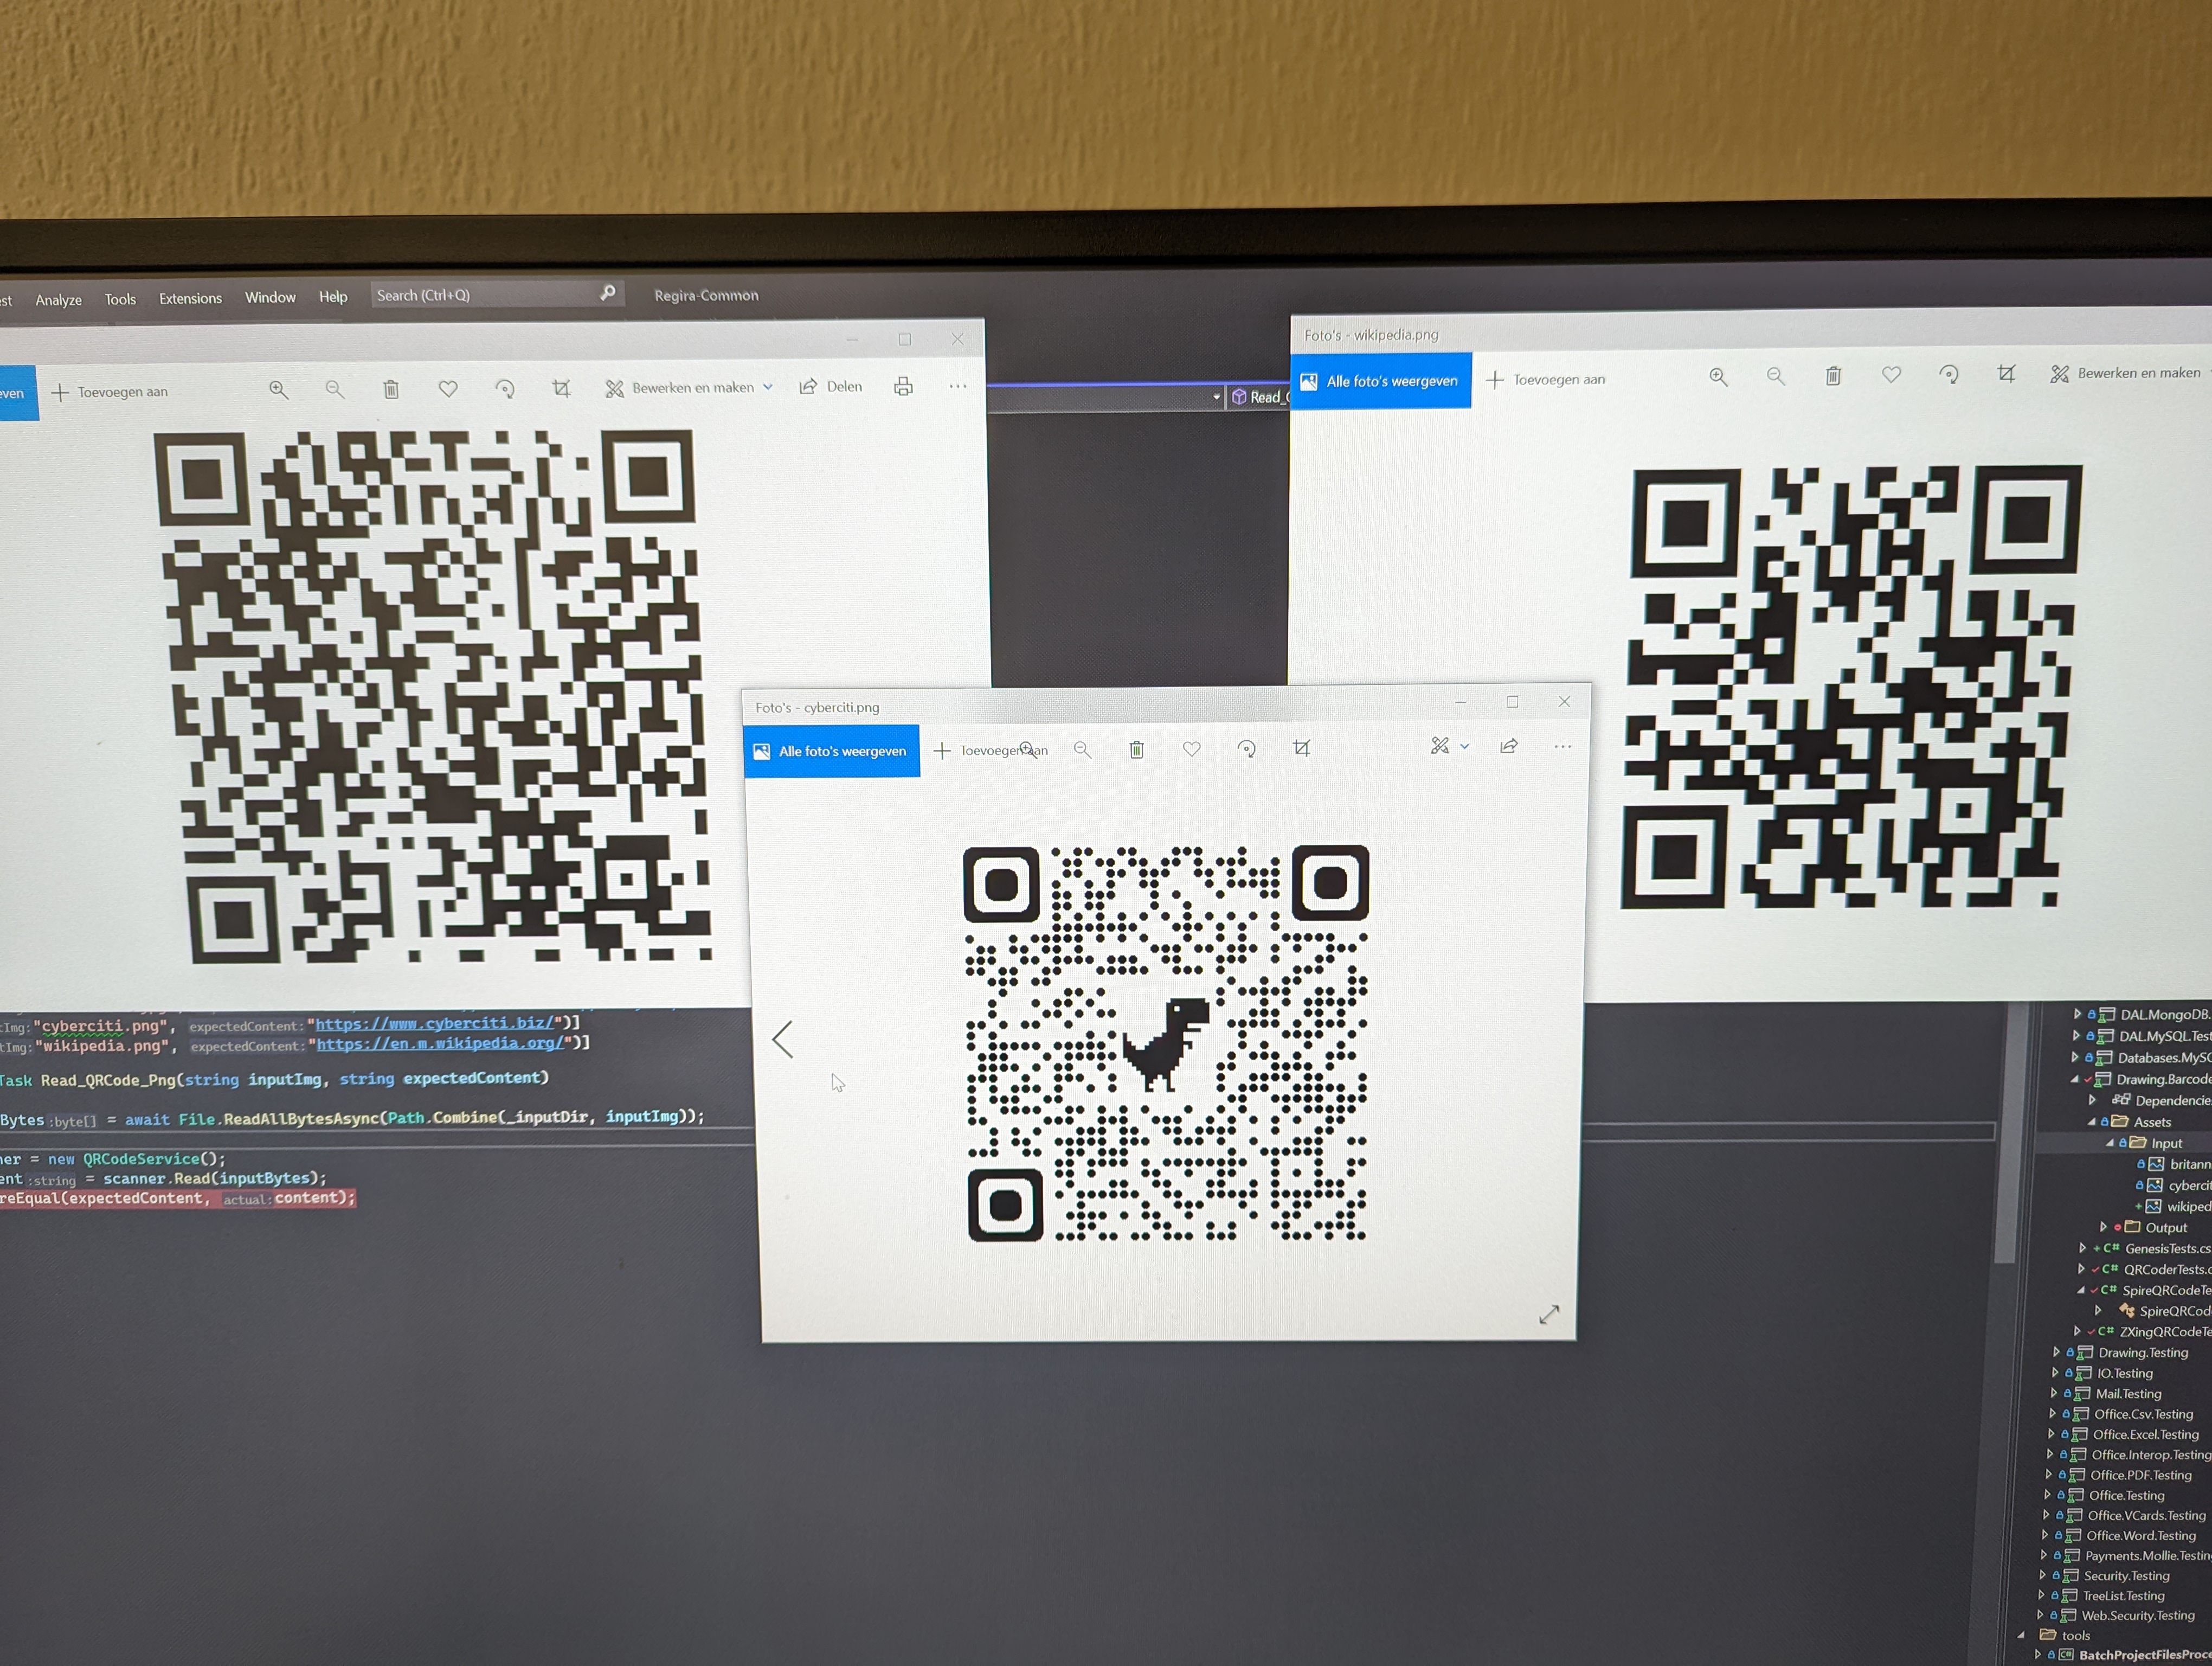 Analyze Tools Extensions Window Help Search (Ctrl+Q) Regira-Common
Toevoegen aan Bewerken en maken Delen
Foto's - wikipedia.png
Alle foto's weergeven Toevoegen aan Bewerken en maken
Foto's - cyberciti.png
Alle foto's weergeven
"cyberciti.png", expectedContent: "https://www.cyberciti.biz/")]
"wikipedia.png", expectedContent: "https://en.m.wikipedia.org/")]
Task Read_QRCode_Png(string inputImg, string expectedContent)
Bytes :byte[] = await File.ReadAllBytesAsync(Path.Combine(_inputDir, inputImg));
= new QRCodeService();
:string = scanner.Read(inputBytes);
reEqual(expectedContent, actual: content);
DAL.MongoDB.
DAL.MySQL.Test
Databases.MySQ
Drawing.Barcode
Dependencie
Assets
Input
britann
cybercit
wikiped
Output
C# GenesisTests.cs
C# QRCoderTests.c
C# SpireQRCodeTe
SpireQRCod
C# ZXingQRCodeTe
Drawing.Testing
IO.Testing
Mail.Testing
Office.Csv.Testing
Office.Excel.Testing
Office.Interop.Testing
Office.PDF.Testing
Office.Testing
Office.VCards.Testing
Office.Word.Testing
Payments.Mollie.Testin
Security.Testing
TreeList.Testing
Web.Security.Testing
tools
C# BatchProjectFilesProce